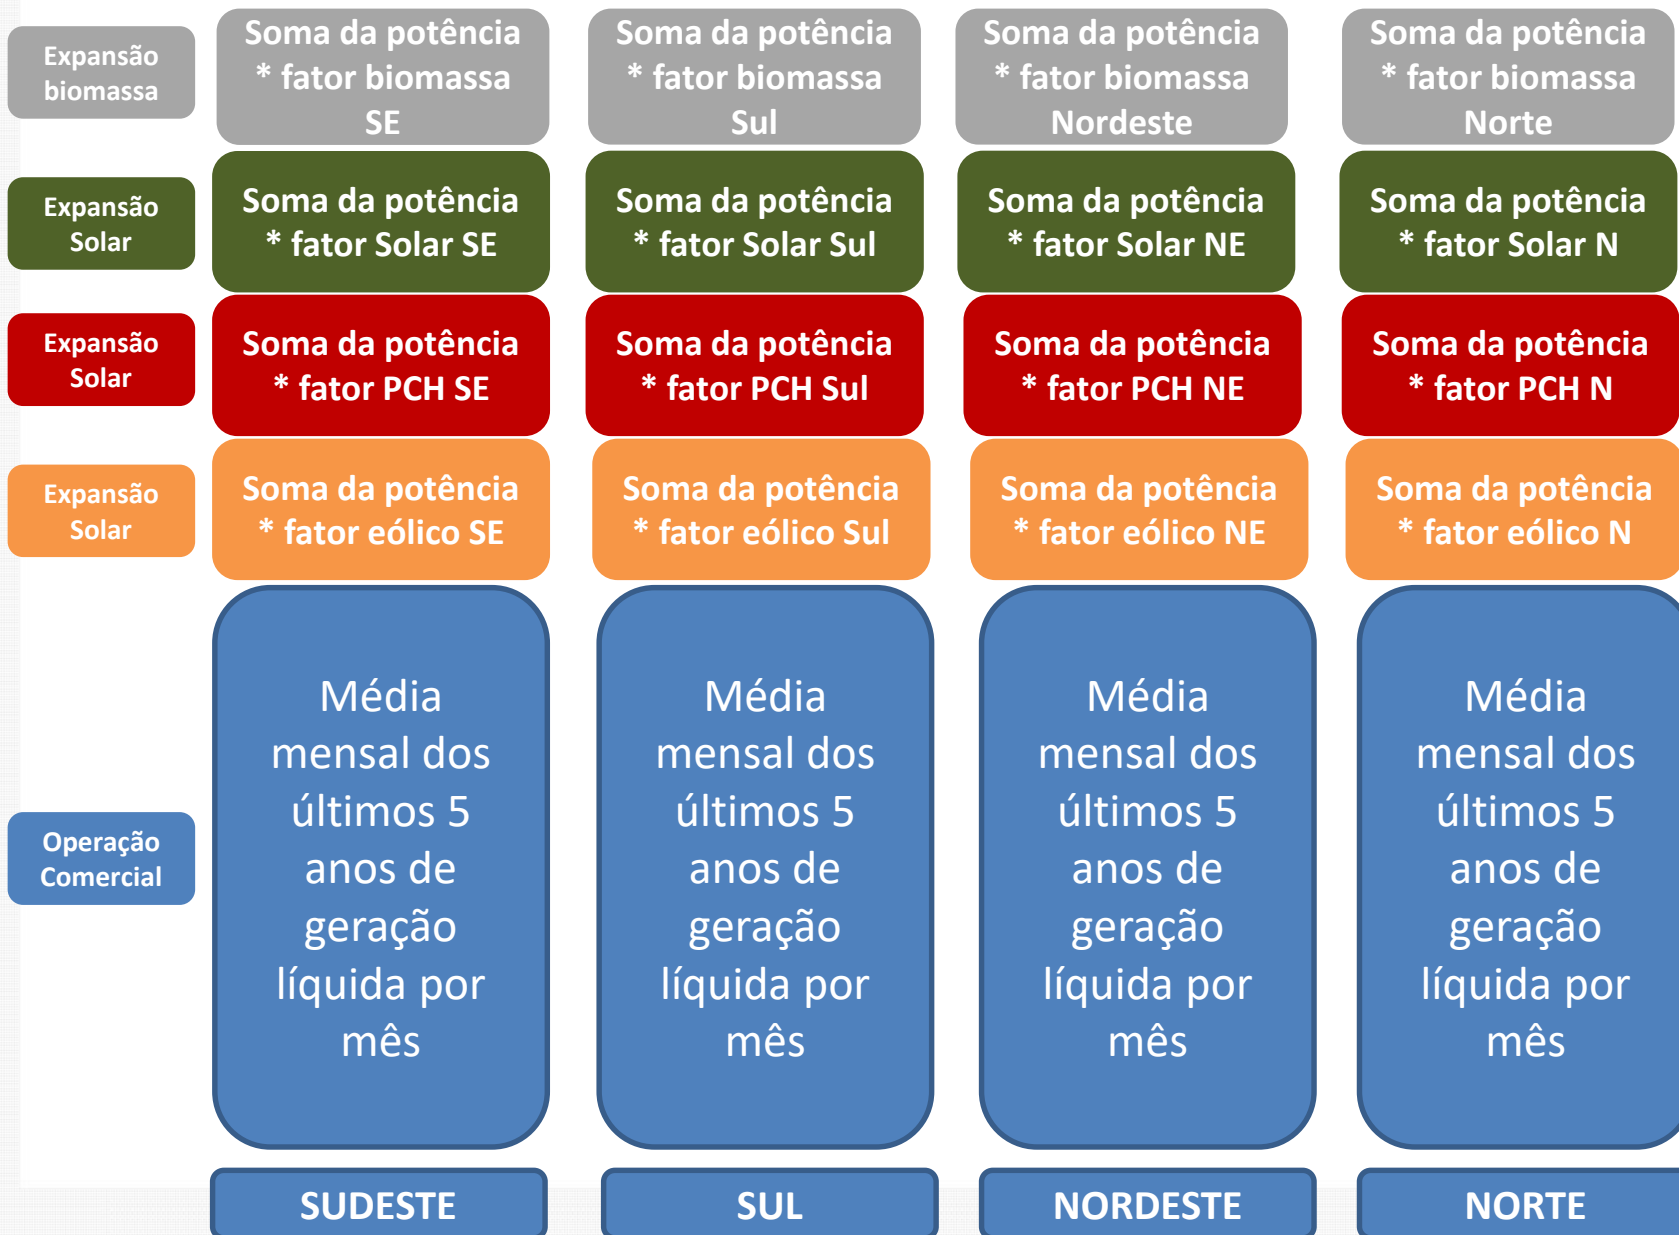 Expansão
biomassa
Soma da potência
* fator biomassa
SE
Soma da potência
* fator biomassa
Sul
Soma da potência
* fator biomassa
Nordeste
Soma da potência
* fator biomassa
Norte
Expansão
Solar
Soma da potência
* fator Solar SE
Soma da potência
* fator Solar Sul
Soma da potência
* fator Solar NE
Soma da potência
* fator Solar N
Expansão
Solar
Soma da potência
* fator PCH SE
Soma da potência
* fator PCH Sul
Soma da potência
* fator PCH NE
Soma da potência
* fator PCH N
Expansão
Solar
Soma da potência
* fator eólico SE
Soma da potência
* fator eólico Sul
Soma da potência
* fator eólico NE
Soma da potência
* fator eólico N
Operação
Comercial
Média
mensal dos
últimos 5
anos de
geração
líquida por
mês
Média
mensal dos
últimos 5
anos de
geração
líquida por
mês
Média
mensal dos
últimos 5
anos de
geração
líquida por
mês
Média
mensal dos
últimos 5
anos de
geração
líquida por
mês
SUDESTE
SUL
NORDESTE
NORTE